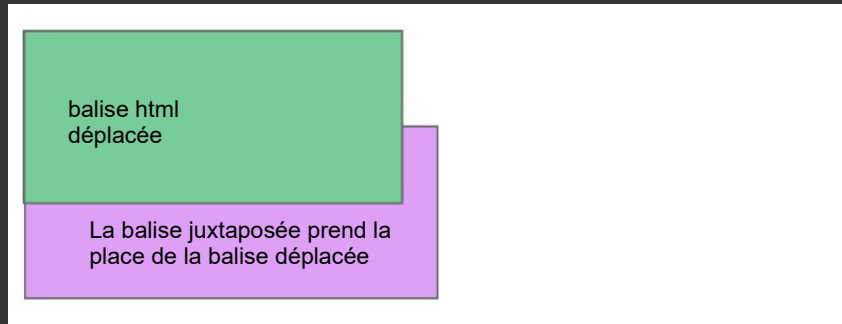 balise html
déplacée
La balise juxtaposée prend la
place de la balise déplacée